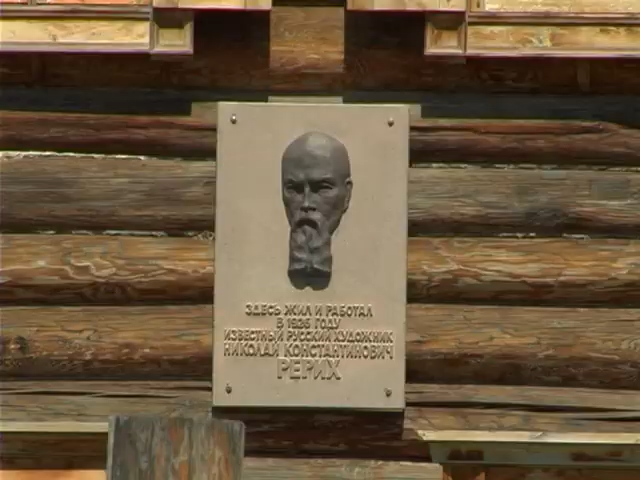 ЗДЕСЬ ЖИЛ И РАБОТАЛ
В 1926 ГОДУ
ИЗВЕСТНЫЙ РУССКИЙ ХУДОЖНИК
НИКОЛАЙ КОНСТАНТИНОВИЧ
РЕРИХ